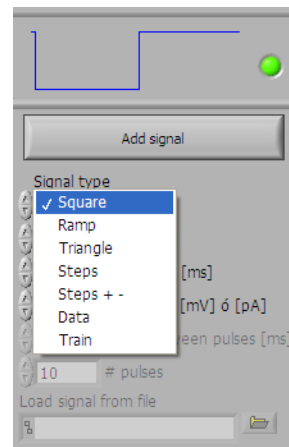 Add signal
Signal type
✓ Square
Ramp
Triangle
Steps
[ms]
Steps + -
[mV] ó [pA]
Data
Train
een pulses [ms]
10 # pulses
Load signal from file